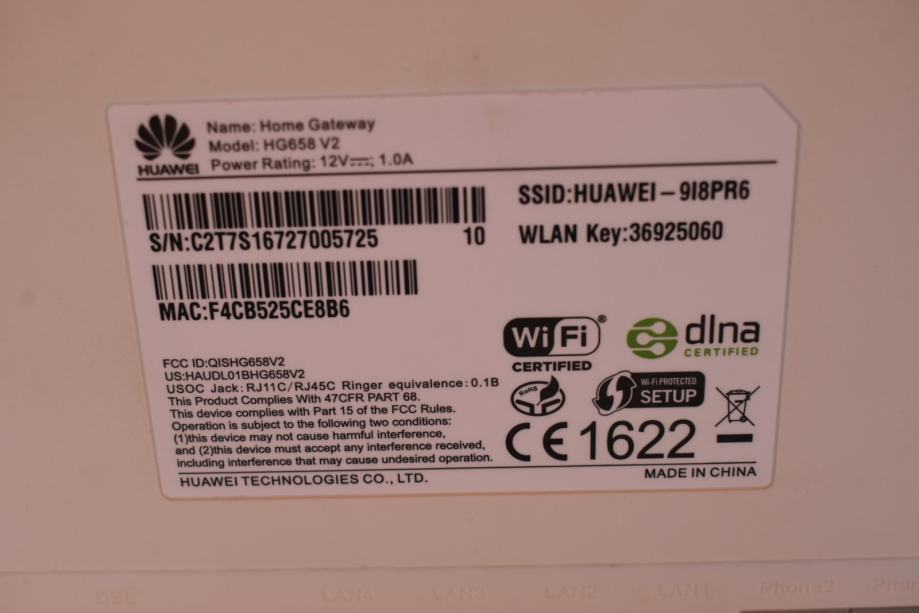 HUAWEI
Name: Home Gateway
Model: HG658 V2
Power Rating: 12V⎓; 1.0A
SSID:HUAWEI-9I8PR6
S/N:C2T7S16727005725 10
WLAN Key:36925060
MAC:F4CB525CE8B6
WiFi®
CERTIFIED
dlna
CERTIFIED
FCC ID:QISHG658V2
US:HAUDL01BHG658V2
USOC Jack:RJ11C/RJ45C Ringer equivalence:0.1B
This Product Complies With 47CFR PART 68.
This device complies with Part 15 of the FCC Rules.
Operation is subject to the following two conditions:
(1)this device may not cause harmful interference,
and (2)this device must accept any interference received,
including interference that may cause undesired operation.
RoHS
Wi-Fi PROTECTED
SETUP
CE1622
HUAWEI TECHNOLOGIES CO., LTD.
MADE IN CHINA
DSL LAN4 LAN3 LAN2 LAN1 Phone2